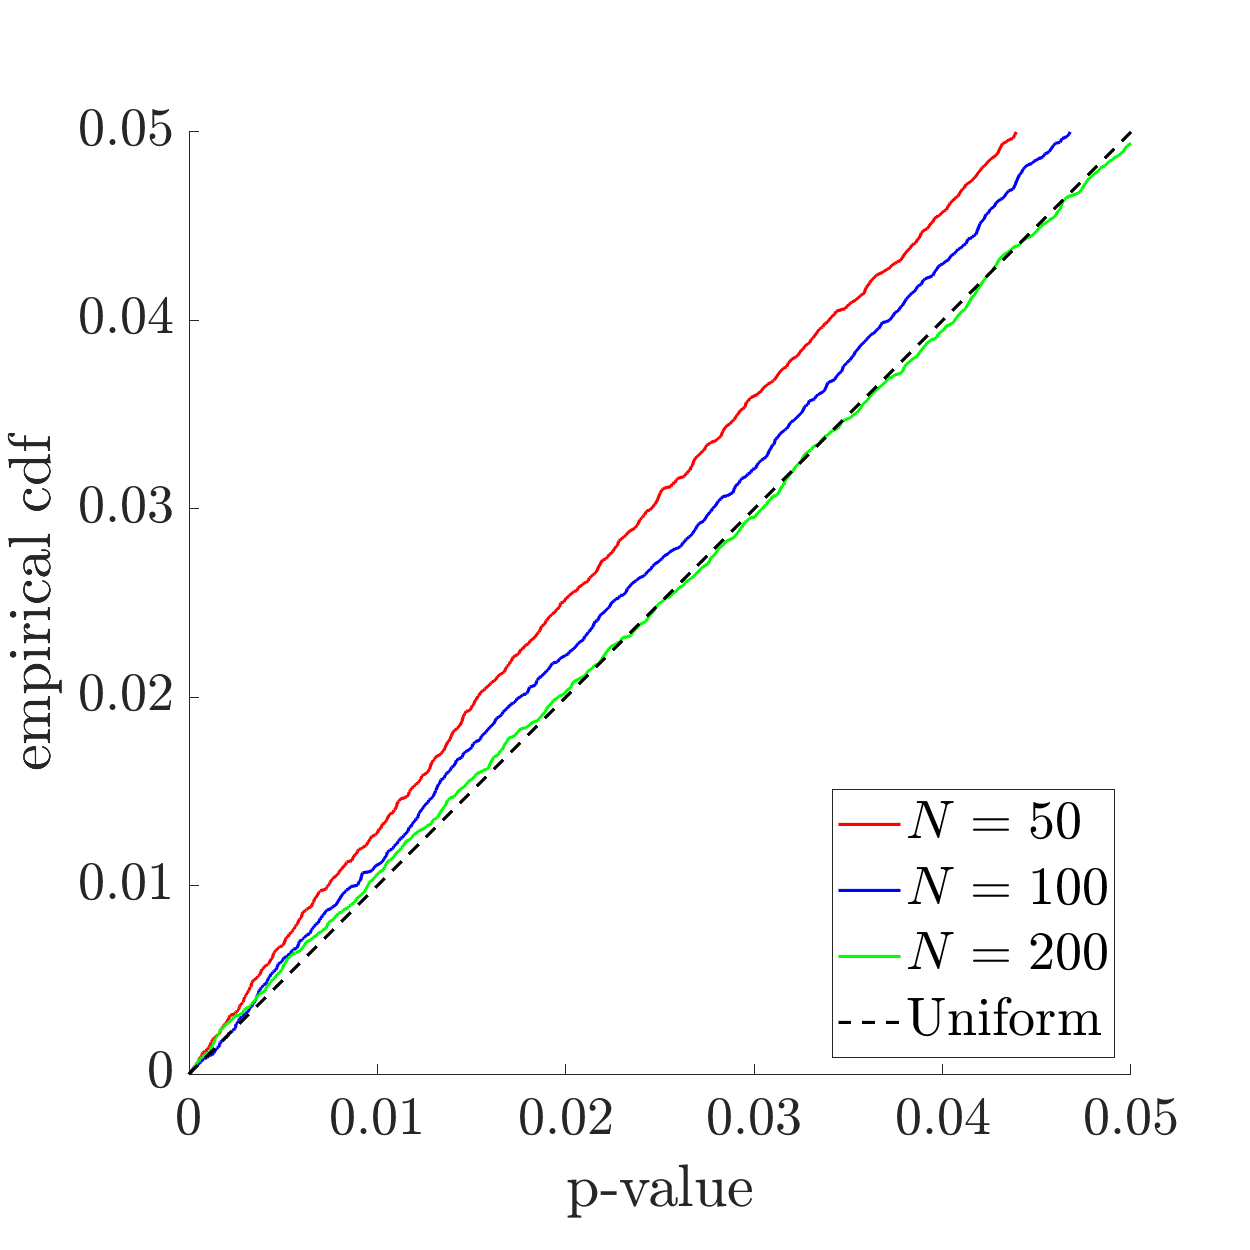 0.05
0.04
0.03
0.02
0.01
0
empirical cdf
N = 50
N = 100
N = 200
Uniform
0 0.01 0.02 0.03 0.04 0.05
p-value